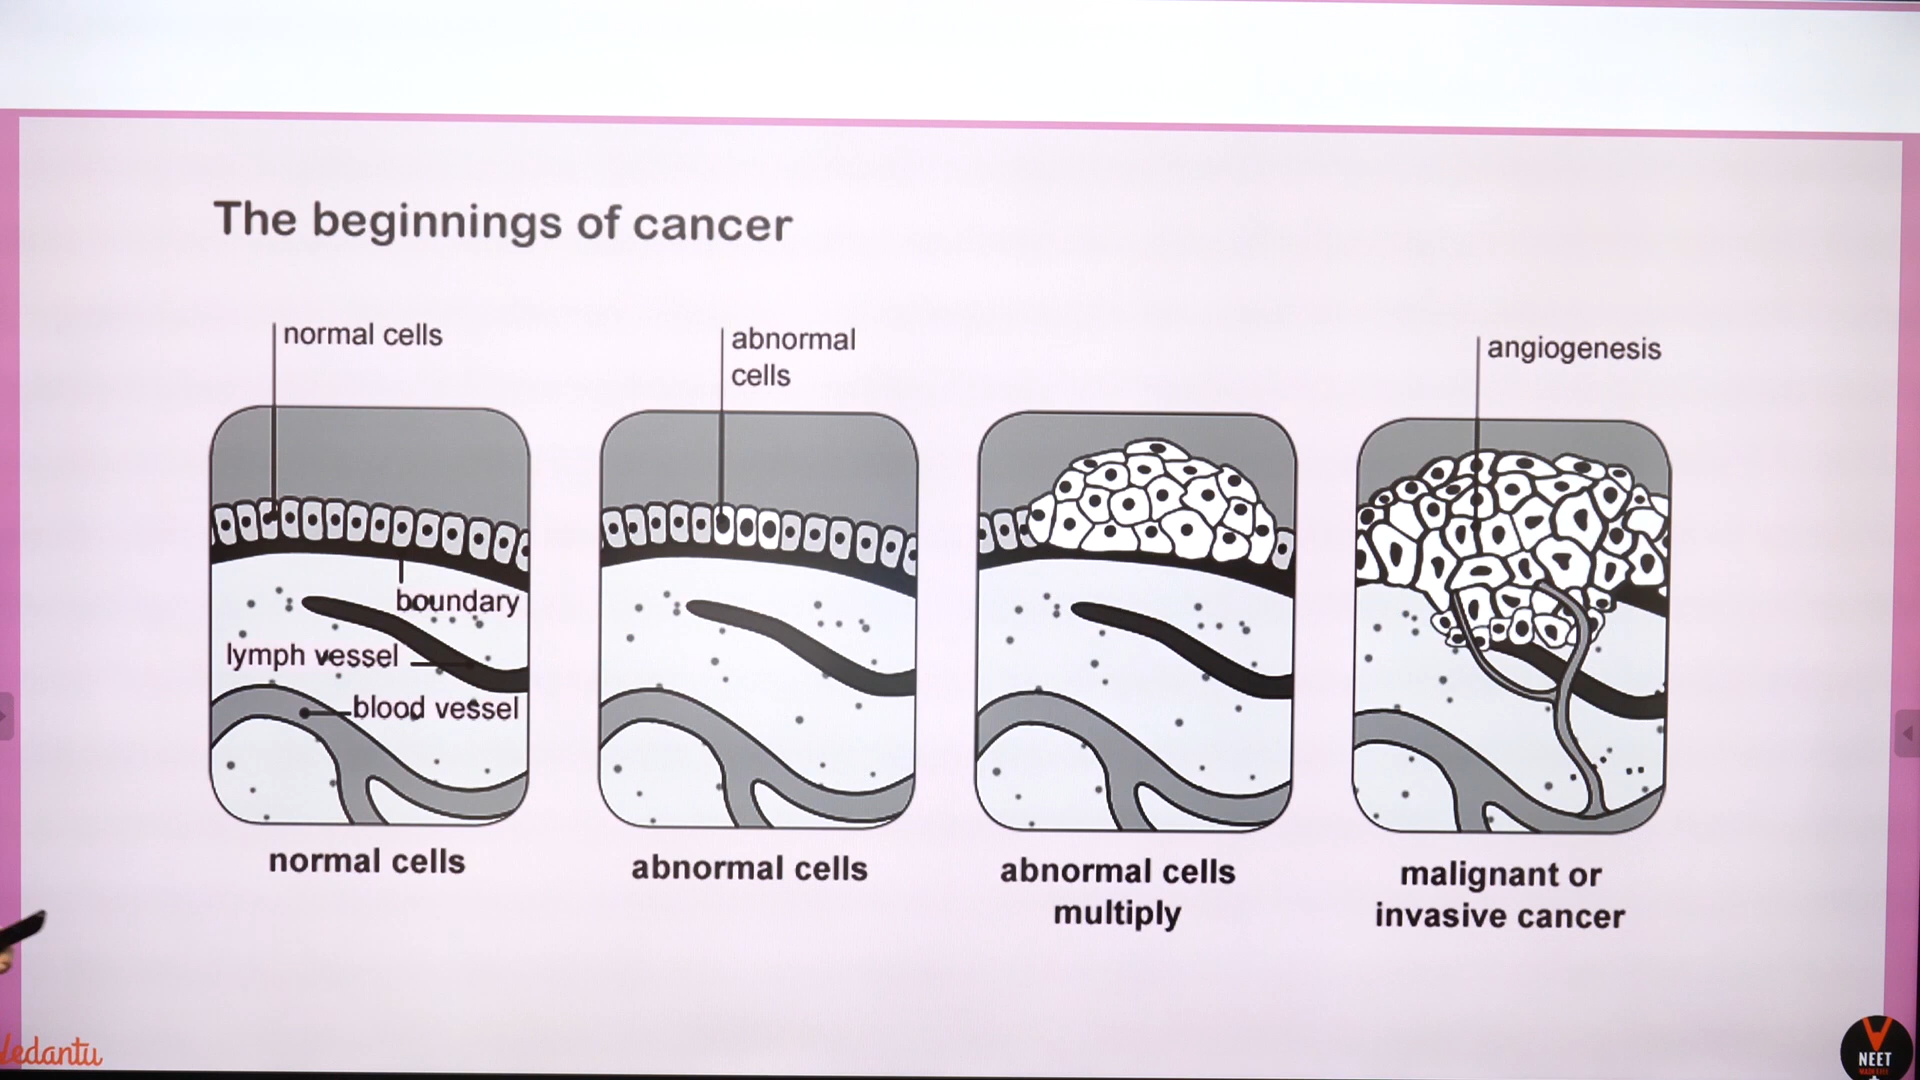 The beginnings of cancer
normal cells
abnormal
cells
angiogenesis
boundary
lymph vessel
blood vessel
normal cells
abnormal cells
abnormal cells
multiply
malignant or
invasive cancer
Vedantu
NEET